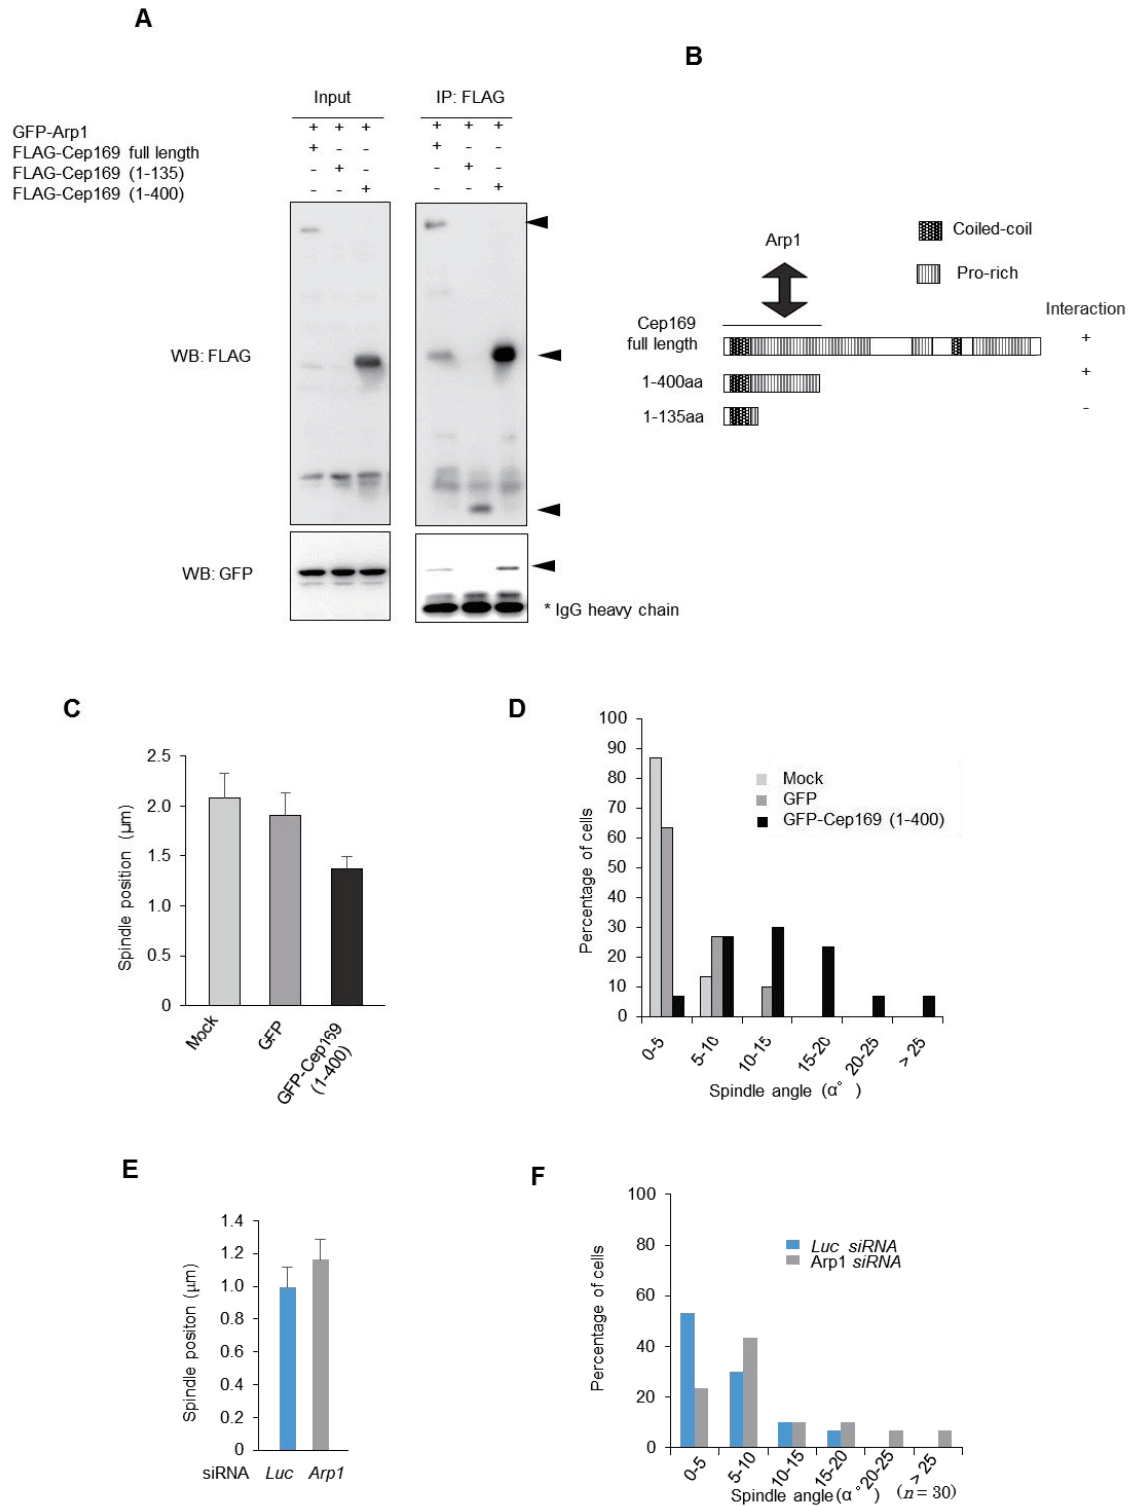 A
Input
IP: FLAG
GFP-Arp1 + + + + + +
FLAG-Cep169 full length + - - + - -
FLAG-Cep169 (1-135) - + - - + -
FLAG-Cep169 (1-400) - - + - - +
WB: FLAG
WB: GFP
* IgG heavy chain
B
Arp1
Coiled-coil
Pro-rich
Interaction
Cep169
full length
+
1-400aa
+
1-135aa
-
C
Spindle position (μm)
2.5
2.0
1.5
1.0
0.5
0
Mock
GFP
GFP-Cep169
(1-400)
D
Percentage of cells
100
90
80
70
60
50
40
30
20
10
0
Mock
GFP
GFP-Cep169 (1-400)
0-5
5-10
10-15
15-20
20-25
> 25
Spindle angle (α° )
E
Spindle positon (μm)
1.4
1.2
1.0
0.8
0.6
0.4
0.2
0
siRNA Luc Arp1
F
Percentage of cells
100
80
60
40
20
0
Luc siRNA
Arp1 siRNA
0-5
5-10
10-15
15-20
20-25
> 25
Spindle angle(α° ) (n = 30)